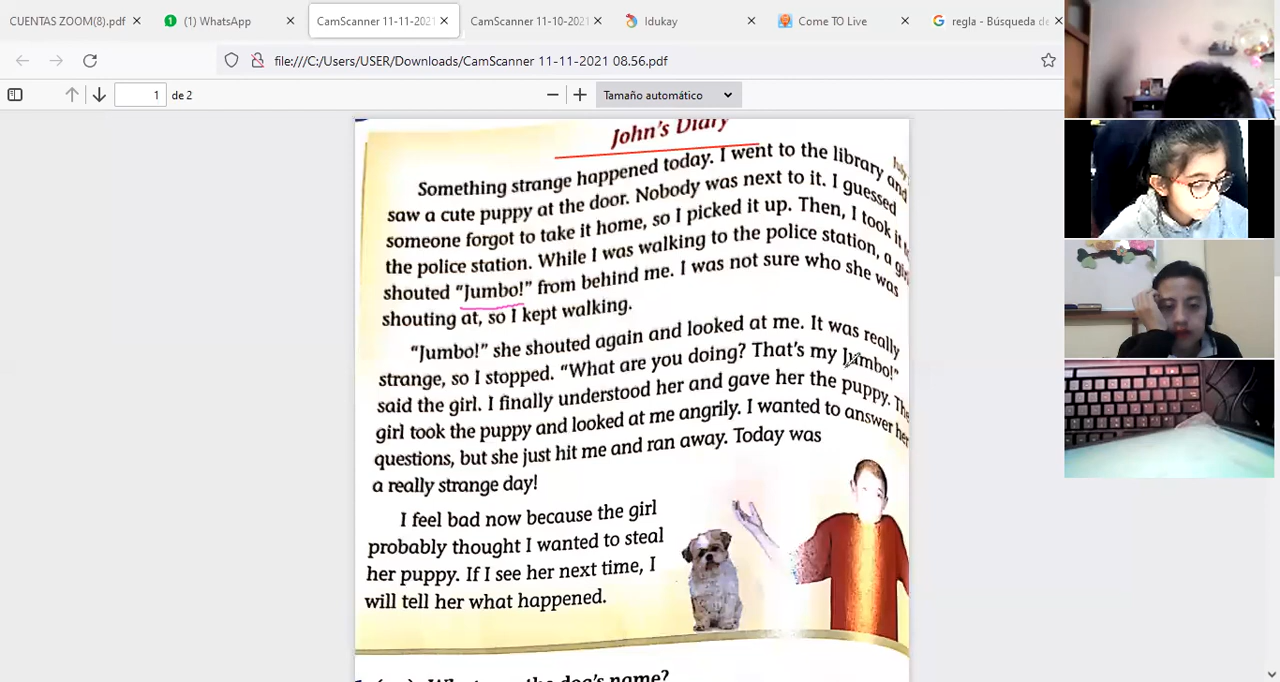 CUENTAS ZOOM(8).pdf
(1) WhatsApp
CamScanner 11-11-2021
CamScanner 11-10-2021
Idukay
Come TO Live
regla - Búsqueda de
file:///C:/Users/USER/Downloads/CamScanner 11-11-2021 08.56.pdf
1 de 2
Tamaño automático
John's Diary
Something strange happened today. I went to the library and
saw a cute puppy at the door. Nobody was next to it. I guessed
someone forgot to take it home, so I picked it up. Then, I took it
the police station. While I was walking to the police station, a
shouted "Jumbo!" from behind me. I was not sure who she was
shouting at, so I kept walking.
"Jumbo!" she shouted again and looked at me. It was really
strange, so I stopped. "What are you doing? That's my Jumbo!"
said the girl. I finally understood her and gave her the puppy.
girl took the puppy and looked at me angrily. I wanted to answer
questions, but she just hit me and ran away. Today was
a really strange day!
I feel bad now because the girl
probably thought I wanted to steal
her puppy. If I see her next time, I
will tell her what happened.
the dog's name?